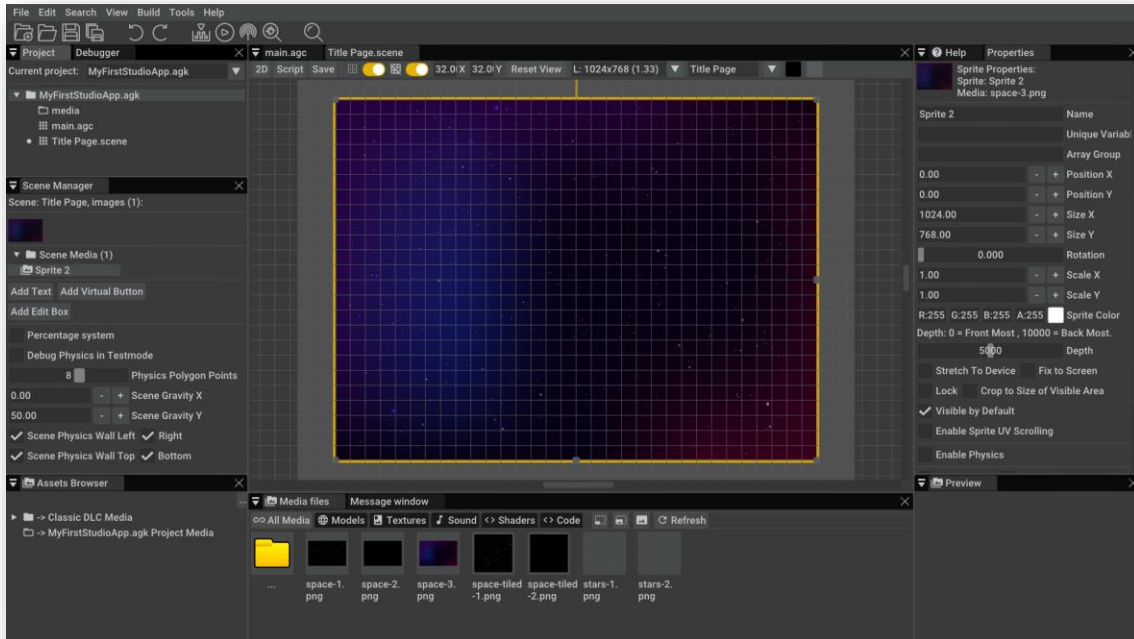 File Edit Search View Build Tools Help
Project Debugger
Current project: MyFirstStudioApp.agk
MyFirstStudioApp.agk
media
main.agc
Title Page.scene
Scene Manager
Scene: Title Page, images (1):
Scene Media (1)
Sprite 2
Add Text Add Virtual Button
Add Edit Box
Percentage system
Debug Physics in Testmode
8 Physics Polygon Points
0.00 - + Scene Gravity X
50.00 - + Scene Gravity Y
Scene Physics Wall Left Right
Scene Physics Wall Top Bottom
Assets Browser
...
-> Classic DLC Media
-> MyFirstStudioApp.agk Project Media
main.agc Title Page.scene
2D Script Save 32.0( X 32.0( Y Reset View L: 1024x768 (1.33) Title Page
Media files Message window
All Media Models Textures Sound Shaders Code Refresh
...
space-1.
png
space-2.
png
space-3.
png
space-tiled
-1.png
space-tiled
-2.png
stars-1.
png
stars-2.
png
Help Properties
Sprite Properties:
Sprite: Sprite 2
Media: space-3.png
Sprite 2 Name
Unique Variabl
Array Group
0.00 - + Position X
0.00 - + Position Y
1024.00 - + Size X
768.00 - + Size Y
0.000 Rotation
1.00 - + Scale X
1.00 - + Scale Y
R:255 G:255 B:255 A:255 Sprite Color
Depth: 0 = Front Most , 10000 = Back Most.
5000 Depth
Stretch To Device Fix to Screen
Lock Crop to Size of Visible Area
Visible by Default
Enable Sprite UV Scrolling
Enable Physics
Preview